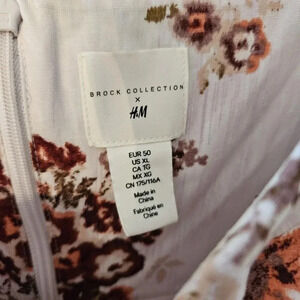 BROCK COLLECTION
X
H&M
EUR 50
US XL
CA TG
MX XG
CN 175/116A
Made in
China
Fabriqué en
Chine